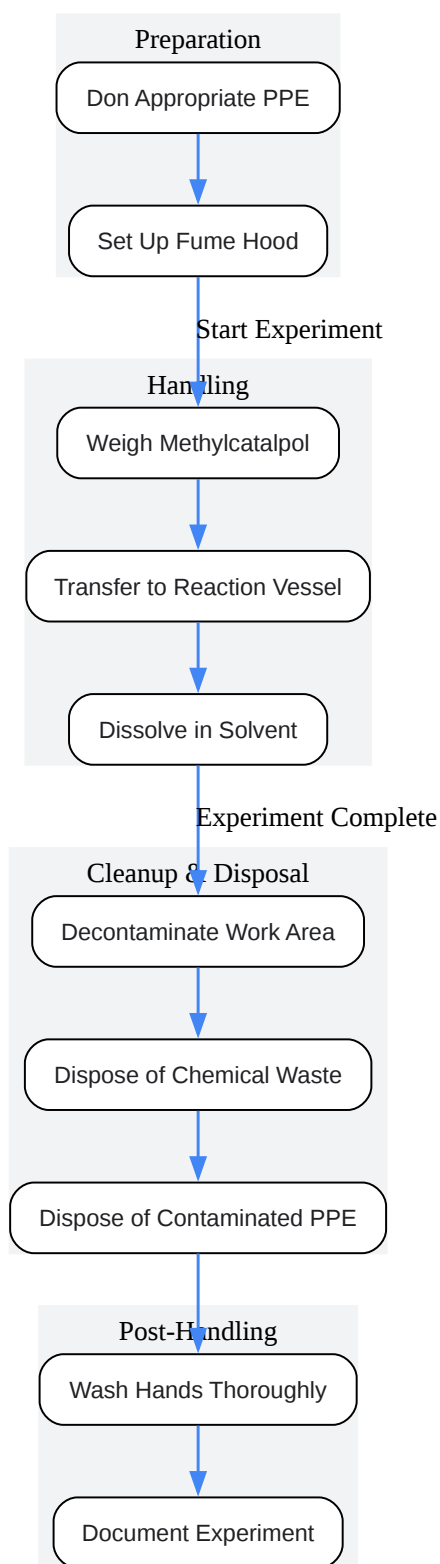 Preparation
Don Appropriate PPE
Set Up Fume Hood
Start Experiment
Handling
Weigh Methylcatalpol
Transfer to Reaction Vessel
Dissolve in Solvent
Experiment Complete
Cleanup & Disposal
Decontaminate Work Area
Dispose of Chemical Waste
Dispose of Contaminated PPE
Post-Handling
Wash Hands Thoroughly
Document Experiment